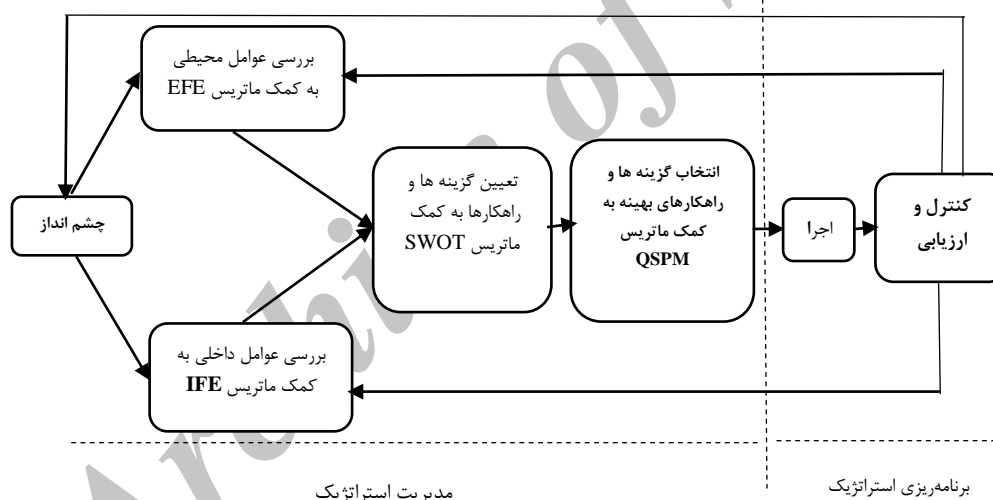 بررسی عوامل محیطی
به کمک ماتریس EFE
چشم انداز
تعیین گزینه ها و
راهکارها به کمک
ماتریس SWOT
انتخاب گزینه ها و
راهکارهای بهینه به
کمک ماتریس
QSPM
اجرا
کنترل و
ارزیابی
بررسی عوامل داخلی به
کمک ماتریس IFE
مدیریت استراتژیک
برنامه‌ریزی استراتژیک
Archive of